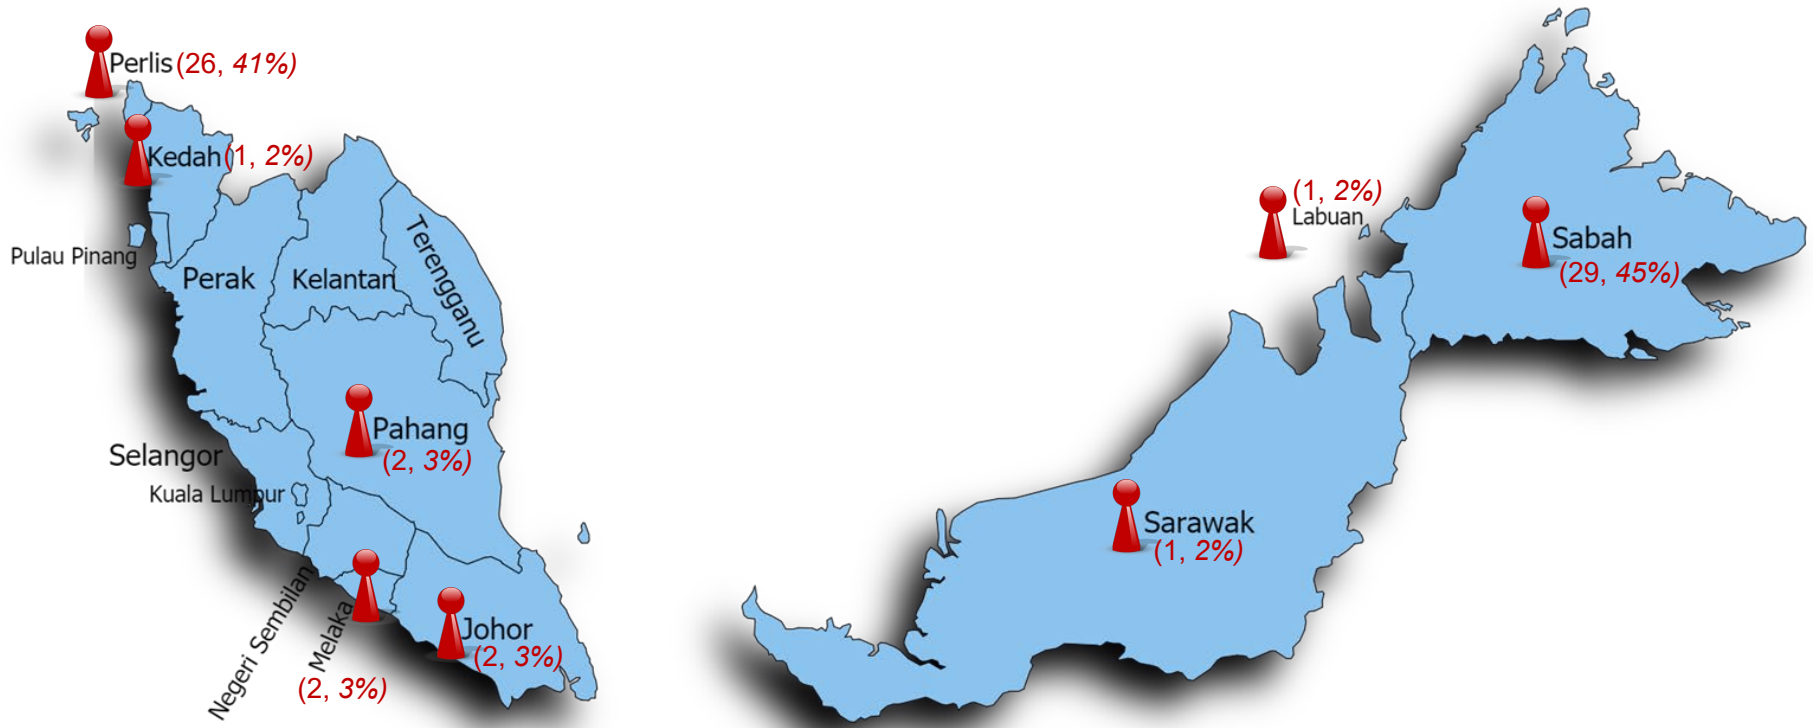 Perlis (26, 41%)
Kedah (1, 2%)
Pulau Pinang
Perak
Kelantan
Terengganu
Pahang
(2, 3%)
Selangor
Kuala Lumpur
Negeri Sembilan
Melaka
(2, 3%)
Johor
(2, 3%)
(1, 2%)
Labuan
Sabah
(29, 45%)
Sarawak
(1, 2%)